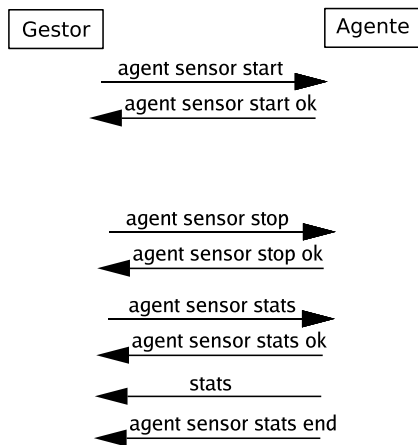 Gestor
Agente
agent sensor start
agent sensor start ok
agent sensor stop
agent sensor stop ok
agent sensor stats
agent sensor stats ok
stats
agent sensor stats end